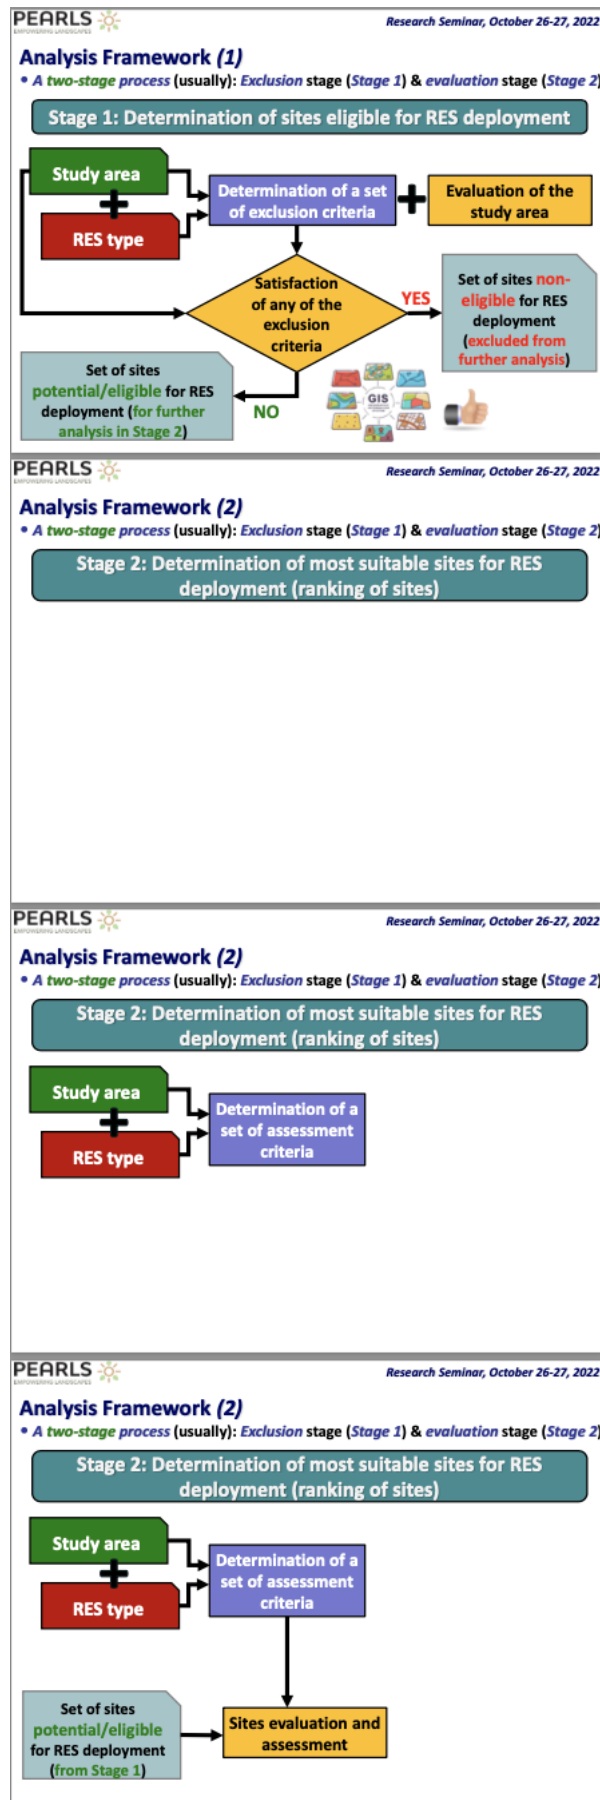 PEARLS
EMPOWERING LANDSCAPES
Research Seminar, October 26-27, 2022
Analysis Framework (1)
• A two-stage process (usually): Exclusion stage (Stage 1) & evaluation stage (Stage 2)
Stage 1: Determination of sites eligible for RES deployment
Study area
RES type
Determination of a set
of exclusion criteria
Evaluation of the
study area
Satisfaction
of any of the
exclusion
criteria
YES
Set of sites non-
eligible for RES
deployment
(excluded from
further analysis)
NO
Set of sites
potential/eligible for RES
deployment (for further
analysis in Stage 2)
GIS
PEARLS
EMPOWERING LANDSCAPES
Research Seminar, October 26-27, 2022
Analysis Framework (2)
• A two-stage process (usually): Exclusion stage (Stage 1) & evaluation stage (Stage 2)
Stage 2: Determination of most suitable sites for RES
deployment (ranking of sites)
PEARLS
EMPOWERING LANDSCAPES
Research Seminar, October 26-27, 2022
Analysis Framework (2)
• A two-stage process (usually): Exclusion stage (Stage 1) & evaluation stage (Stage 2)
Stage 2: Determination of most suitable sites for RES
deployment (ranking of sites)
Study area
RES type
Determination of a
set of assessment
criteria
PEARLS
EMPOWERING LANDSCAPES
Research Seminar, October 26-27, 2022
Analysis Framework (2)
• A two-stage process (usually): Exclusion stage (Stage 1) & evaluation stage (Stage 2)
Stage 2: Determination of most suitable sites for RES
deployment (ranking of sites)
Study area
RES type
Determination of a
set of assessment
criteria
Set of sites
potential/eligible
for RES deployment
(from Stage 1)
Sites evaluation and
assessment